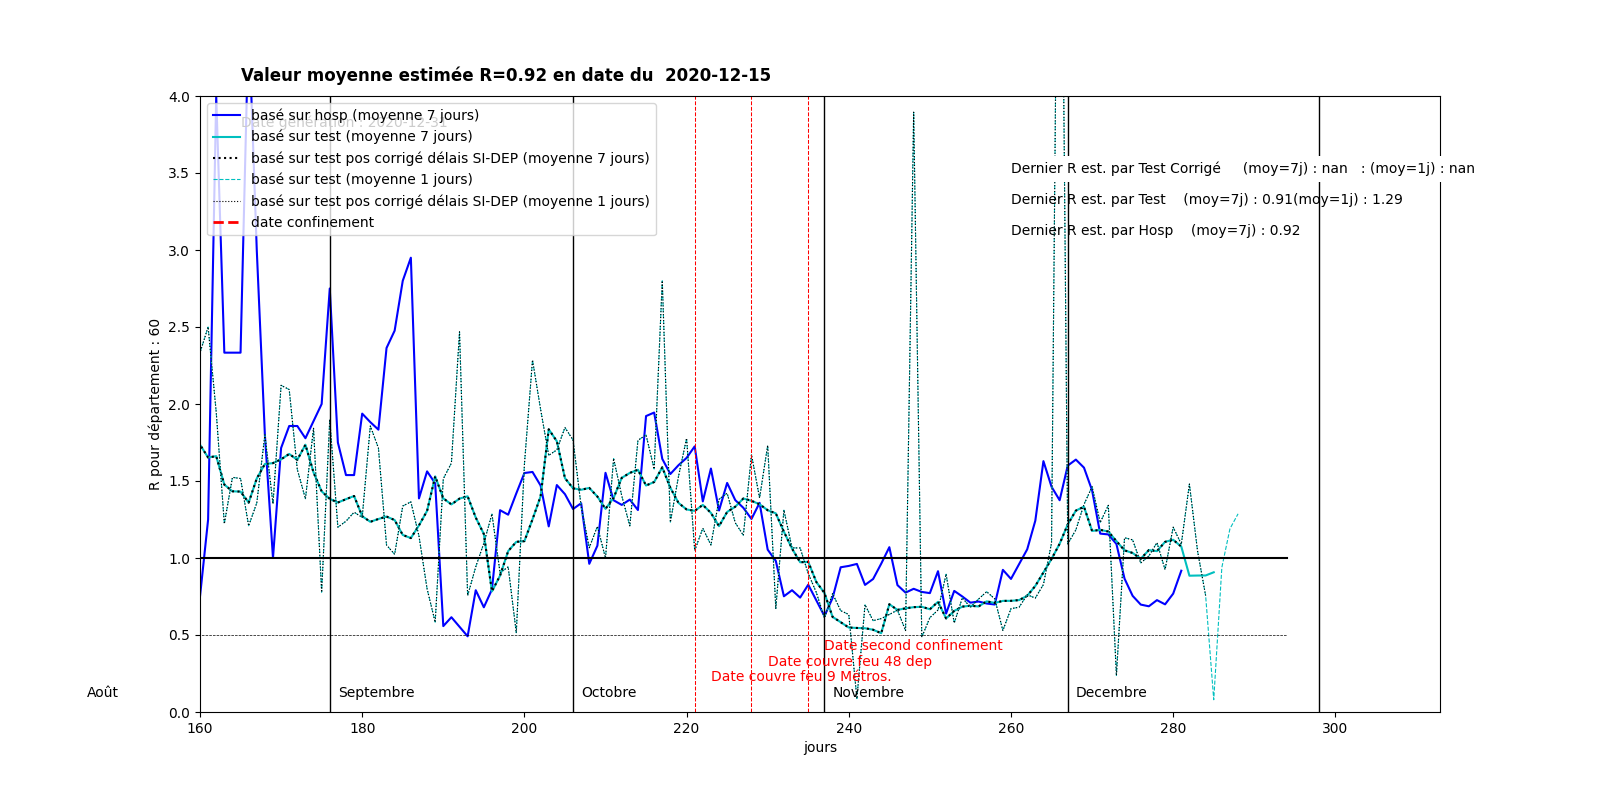 Valeur moyenne estimée R=0.92 en date du  2020-12-15
Date génération : 2020-12-31
basé sur hosp (moyenne 7 jours)
basé sur test (moyenne 7 jours)
basé sur test pos corrigé délais SI-DEP (moyenne 7 jours)
basé sur test (moyenne 1 jours)
basé sur test pos corrigé délais SI-DEP (moyenne 1 jours)
date confinement
Dernier R est. par Test Corrigé     (moy=7j) : nan   : (moy=1j) : nan
Dernier R est. par Test    (moy=7j) : 0.91(moy=1j) : 1.29
Dernier R est. par Hosp    (moy=7j) : 0.92
R pour département : 60
4.0
3.5
3.0
2.5
2.0
1.5
1.0
0.5
0.0
Date second confinement
Date couvre feu 48 dep
Date couvre feu 9 Métros.
Août
Septembre
Octobre
Novembre
Decembre
160
180
200
220
240
260
280
300
jours